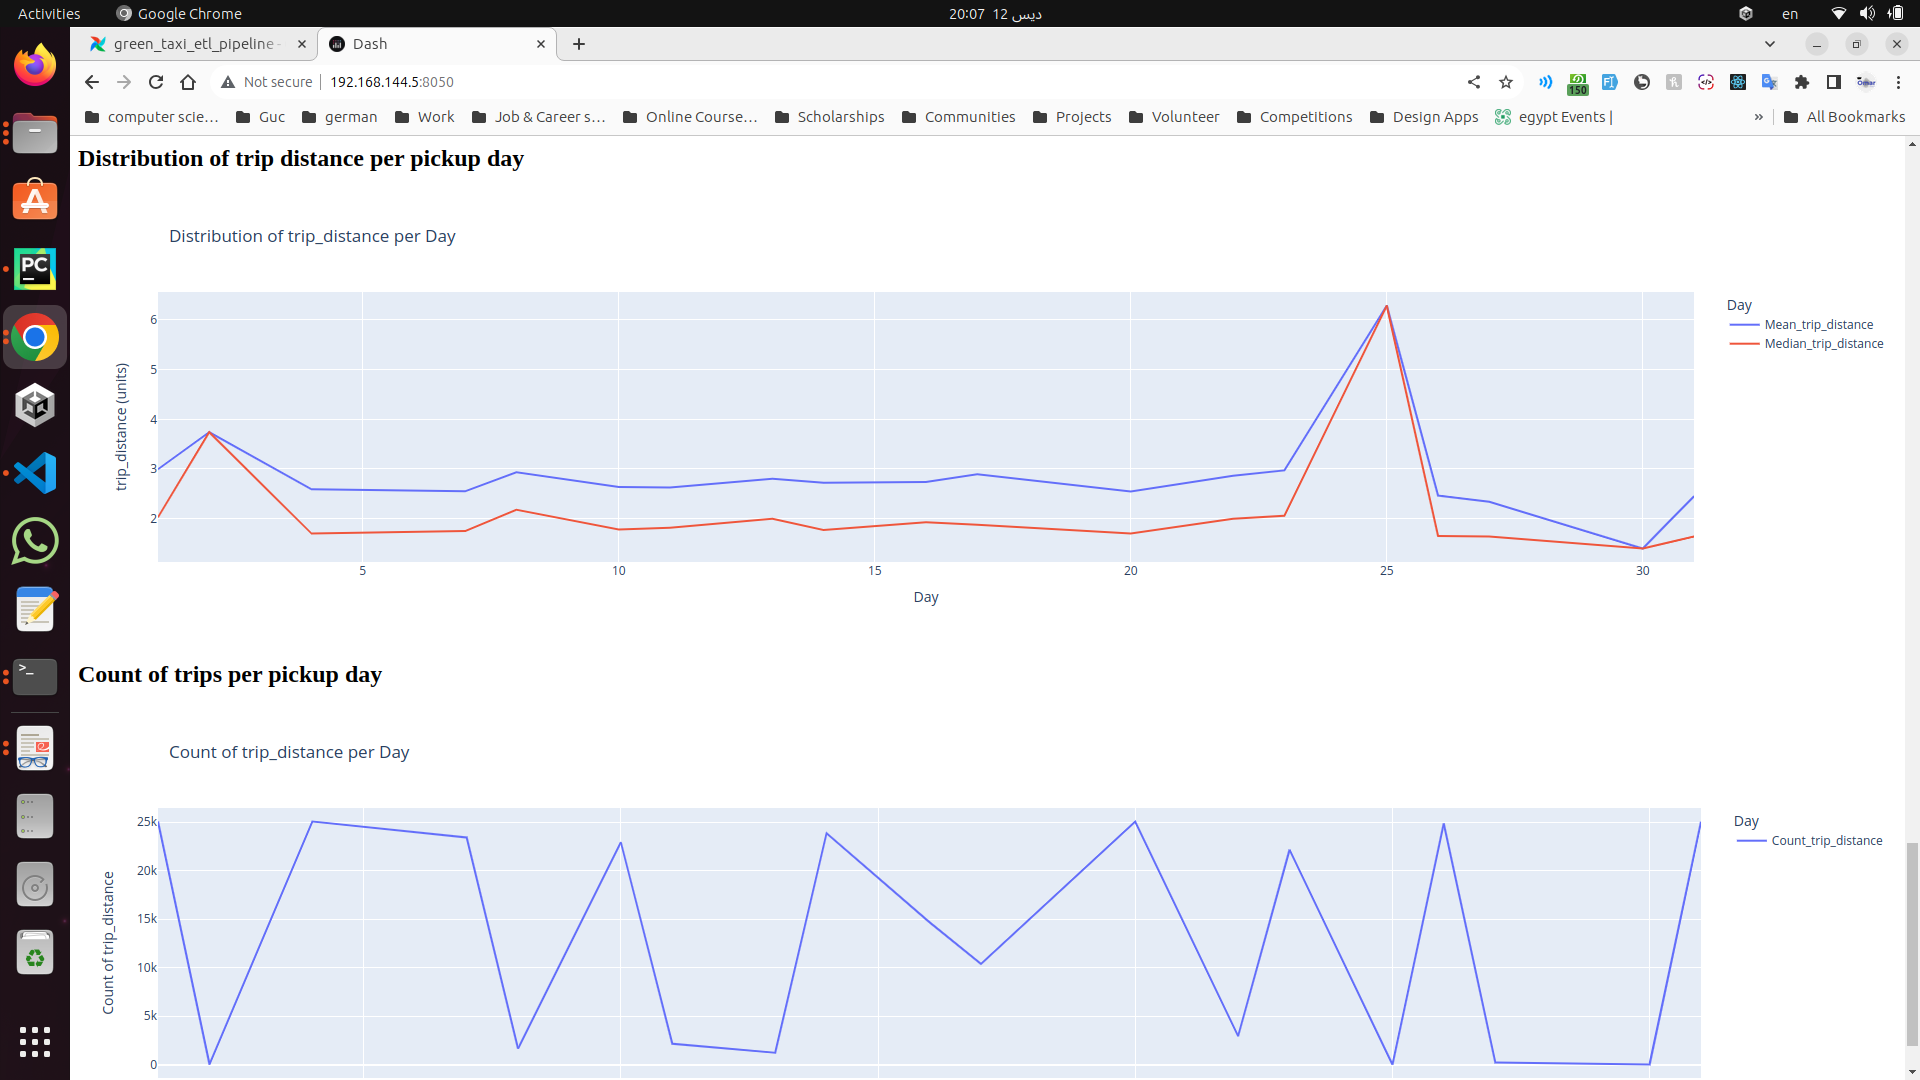 Activities
Google Chrome
20:07 12 ديس
en
green_taxi_etl_pipeline -
Dash
Not secure
192.168.144.5:8050
150
computer scie…
Guc
german
Work
Job & Career s…
Online Course…
Scholarships
Communities
Projects
Volunteer
Competitions
Design Apps
egypt Events |
»
All Bookmarks
Distribution of trip distance per pickup day
Distribution of trip_distance per Day
trip_distance (units)
6
5
4
3
2
5
10
15
20
25
30
Day
Day
Mean_trip_distance
Median_trip_distance
Count of trips per pickup day
Count of trip_distance per Day
Count of trip_distance
25k
20k
15k
10k
5k
0
Day
Count_trip_distance
PC
>_